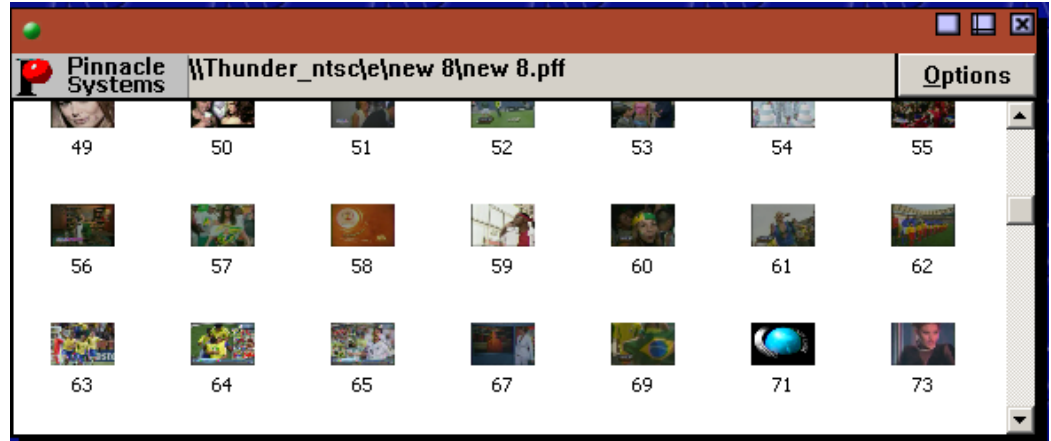 Pinnacle
Systems
\\Thunder_ntsc\e\new 8\new 8.pff
Options
49 50 51 52 53 54 55
56 57 58 59 60 61 62
63 64 65 67 69 71 73